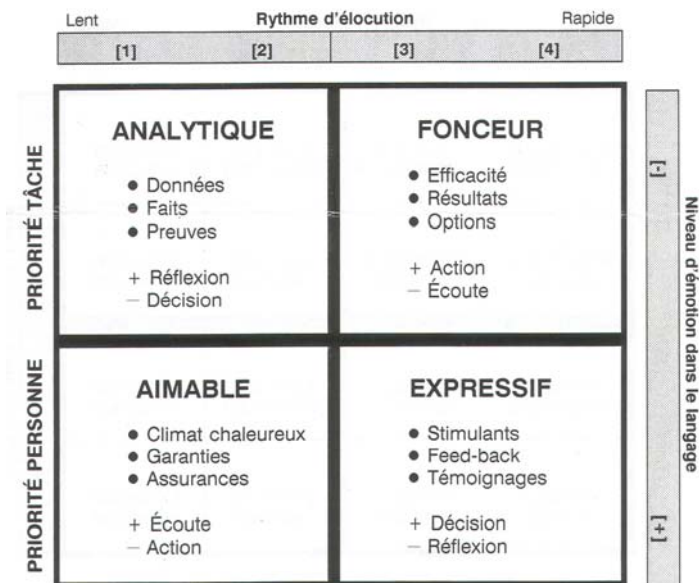 Lent Rythme d'élocution Rapide
[1] [2] [3] [4]
PRIORITÉ TÂCHE
ANALYTIQUE
● Données
● Faits
● Preuves
+ Réflexion
− Décision
FONCEUR
● Efficacité
● Résultats
● Options
+ Action
− Écoute
PRIORITÉ PERSONNE
AIMABLE
● Climat chaleureux
● Garanties
● Assurances
+ Écoute
− Action
EXPRESSIF
● Stimulants
● Feed-back
● Témoignages
+ Décision
− Réflexion
[-]
[+]
Niveau d'émotion dans le langage